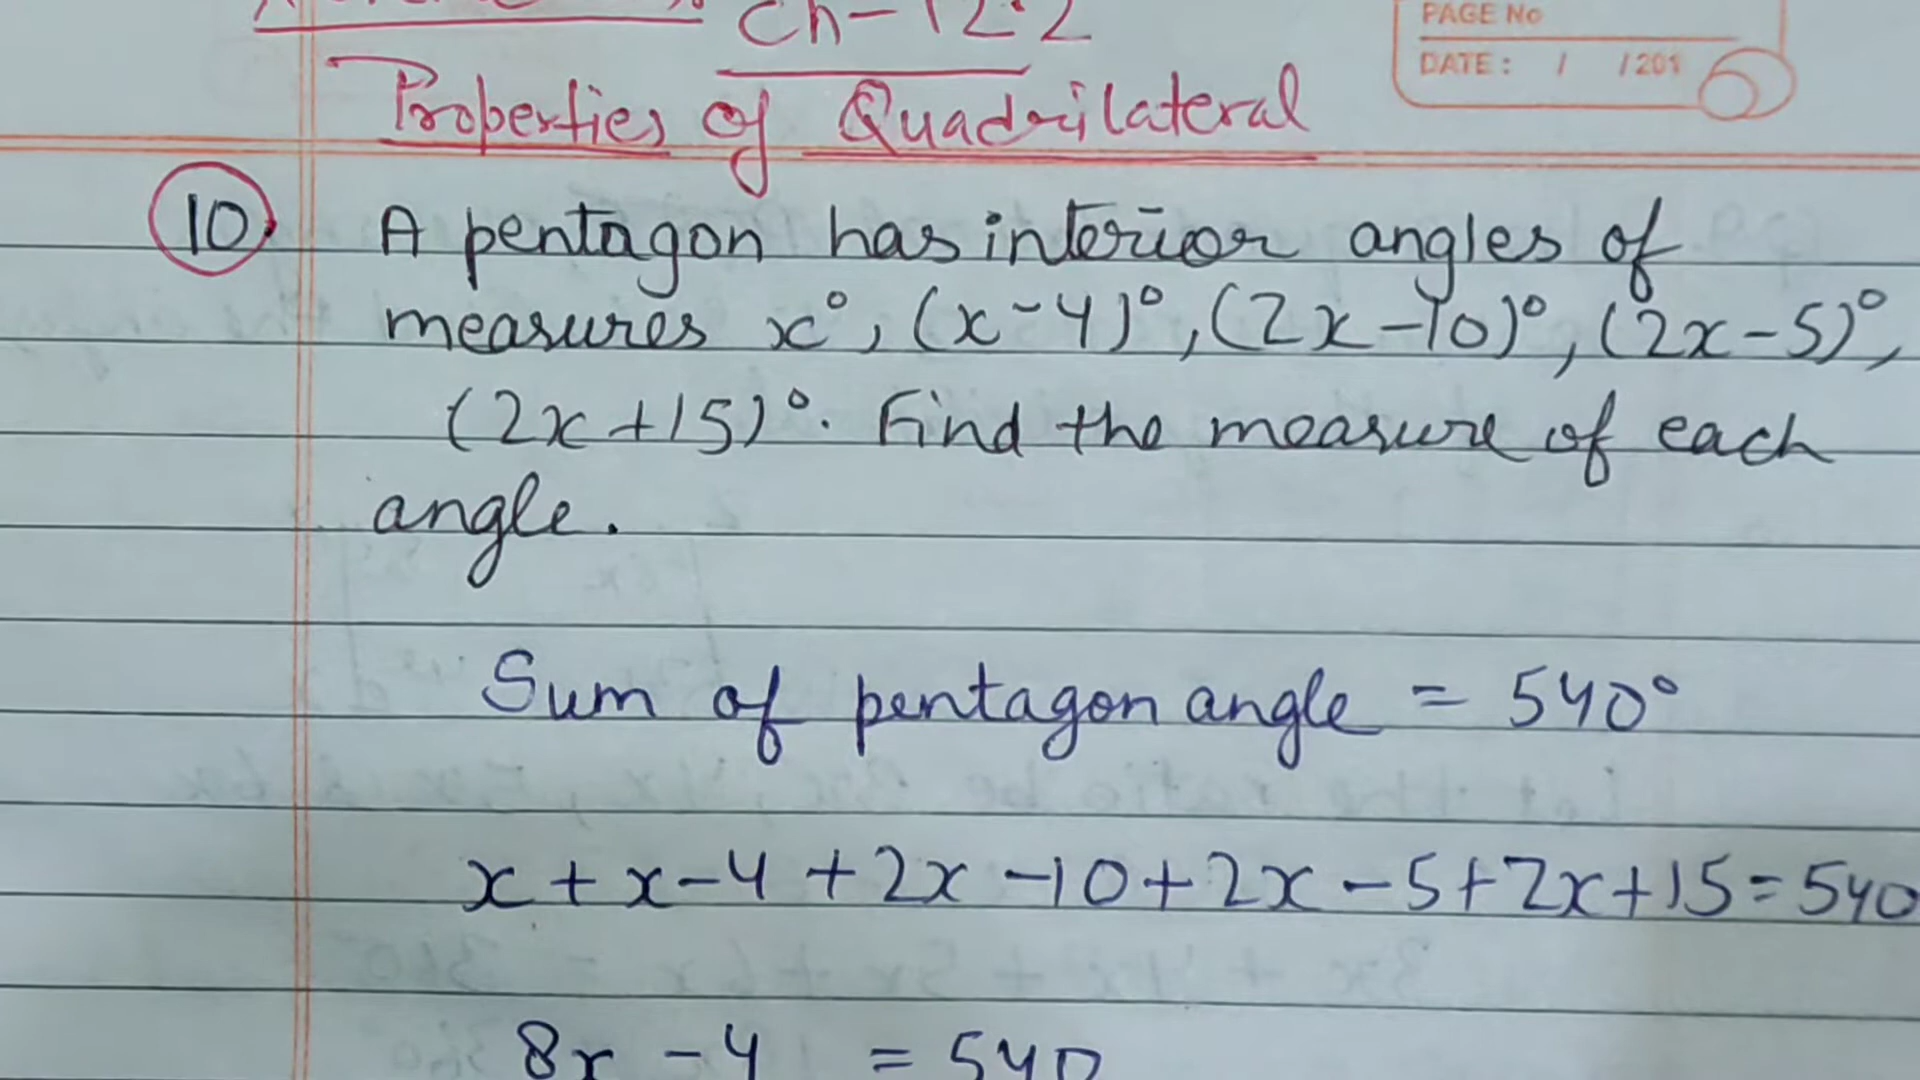 Ch-12.2
PAGE No
DATE: / /201
Properties of Quadrilateral
10. A pentagon has interior angles of
measures x°, (x-4)°, (2x-10)°, (2x-5)°,
(2x+15)°. Find the measure of each
angle.
Sum of pentagon angle = 540°
x + x-4 + 2x -10+2x -5+2x+15=540
8x -4 = 540